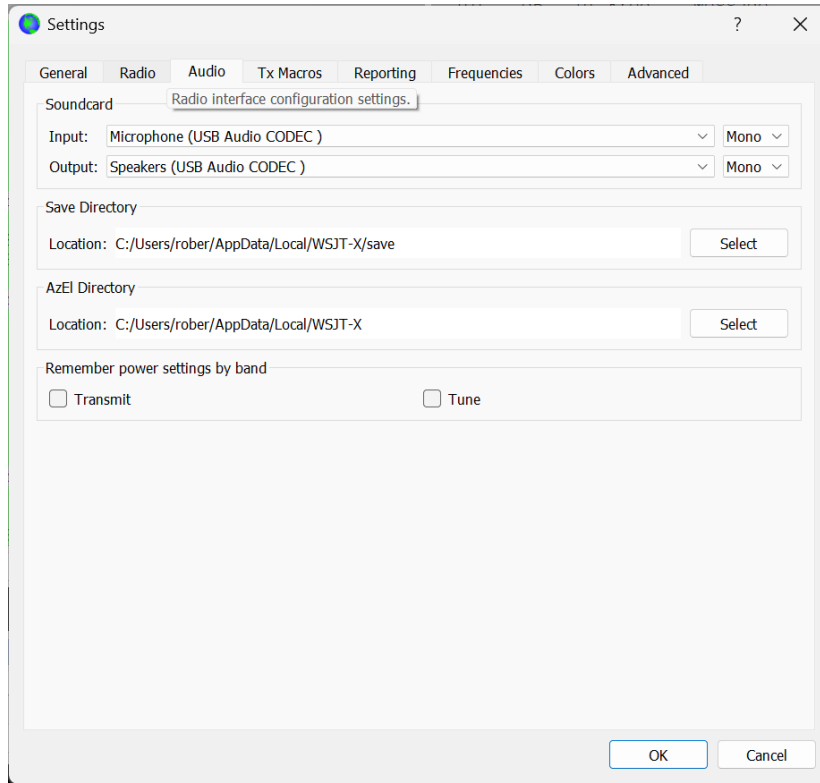 Settings
General Radio Audio Tx Macros Reporting Frequencies Colors Advanced
Radio interface configuration settings.
Soundcard
Input: Microphone (USB Audio CODEC ) Mono
Output: Speakers (USB Audio CODEC ) Mono
Save Directory
Location: C:/Users/rober/AppData/Local/WSJT-X/save Select
AzEl Directory
Location: C:/Users/rober/AppData/Local/WSJT-X Select
Remember power settings by band
Transmit Tune
OK Cancel